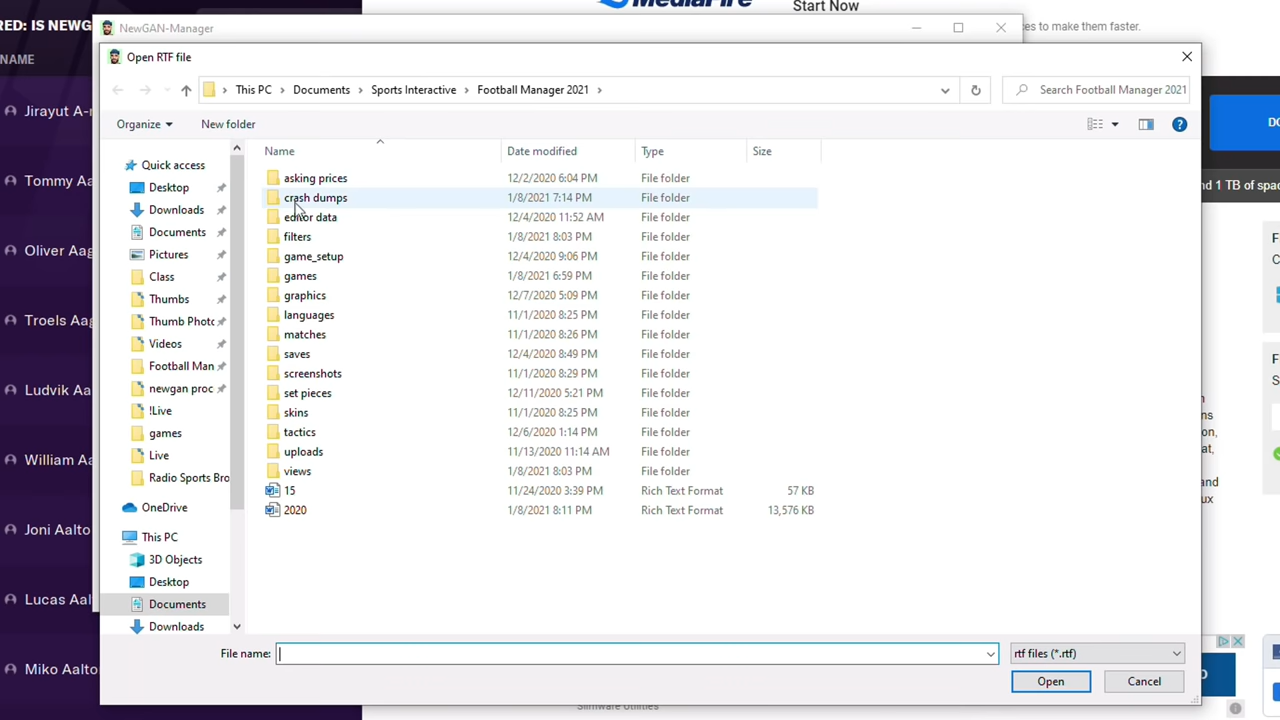 RED: IS NEWG
NAME
Jirayut A-r
Tommy Aa
Oliver Aag
Troels Aag
Ludvik Aa
William Aa
Joni Aalto
Lucas Aal
Miko Aalto
MediaFire
Start Now
ces to make them faster.
NewGAN-Manager
Open RTF file
This PC > Documents > Sports Interactive > Football Manager 2021 >
Search Football Manager 2021
Organize
New folder
Name
Date modified
Type
Size
Quick access
Desktop
Downloads
Documents
Pictures
Class
Thumbs
Thumb Photo
Videos
Football Man
newgan proc
!Live
games
Live
Radio Sports Bro
OneDrive
This PC
3D Objects
Desktop
Documents
Downloads
asking prices 12/2/2020 6:04 PM File folder
crash dumps 1/8/2021 7:14 PM File folder
editor data 12/4/2020 11:52 AM File folder
filters 1/8/2021 8:03 PM File folder
game_setup 12/4/2020 9:06 PM File folder
games 1/8/2021 6:59 PM File folder
graphics 12/7/2020 5:09 PM File folder
languages 11/1/2020 8:25 PM File folder
matches 11/1/2020 8:26 PM File folder
saves 12/4/2020 8:49 PM File folder
screenshots 11/1/2020 8:29 PM File folder
set pieces 12/11/2020 5:21 PM File folder
skins 11/1/2020 8:25 PM File folder
tactics 12/6/2020 1:14 PM File folder
uploads 11/13/2020 11:14 AM File folder
views 1/8/2021 8:03 PM File folder
15 11/24/2020 3:39 PM Rich Text Format 57 KB
2020 1/8/2021 8:11 PM Rich Text Format 13,576 KB
File name:
rtf files (*.rtf)
Open
Cancel
DO
nd 1 TB of spac
F
C
F
S
ms
on,
at,
and
ux
Slimware Utilities